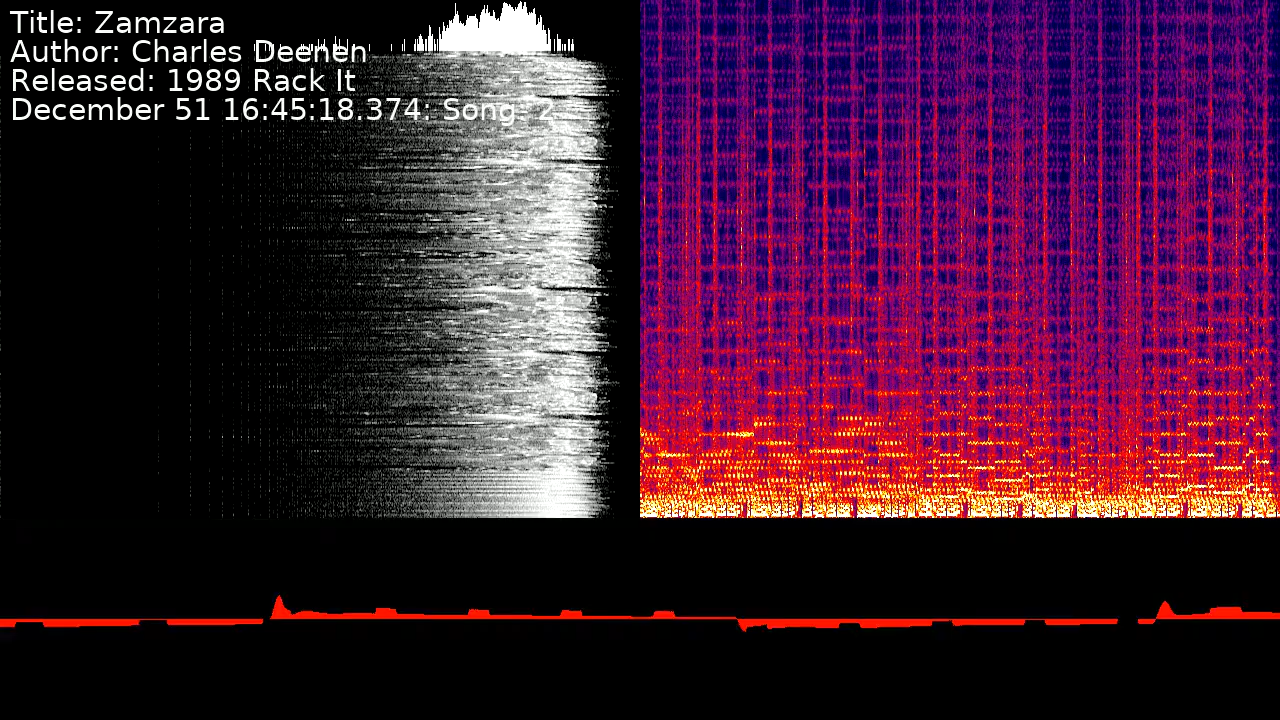 Title: Zamzara
Author: Charles Deenen
Released: 1989 Rack It
December 51 16:45:18.374: Song: 2